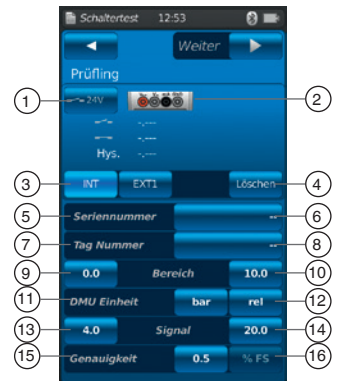 Schaltertest 12:53
Weiter
Prüfling
1 24V 2
-.---
-.---
Hys. -.---
3 INT EXT1 Löschen 4
5 Seriennummer -- 6
7 Tag Nummer -- 8
9 0.0 Bereich 10.0 10
11 DMU Einheit bar rel 12
13 4.0 Signal 20.0 14
15 Genauigkeit 0.5 % FS 16